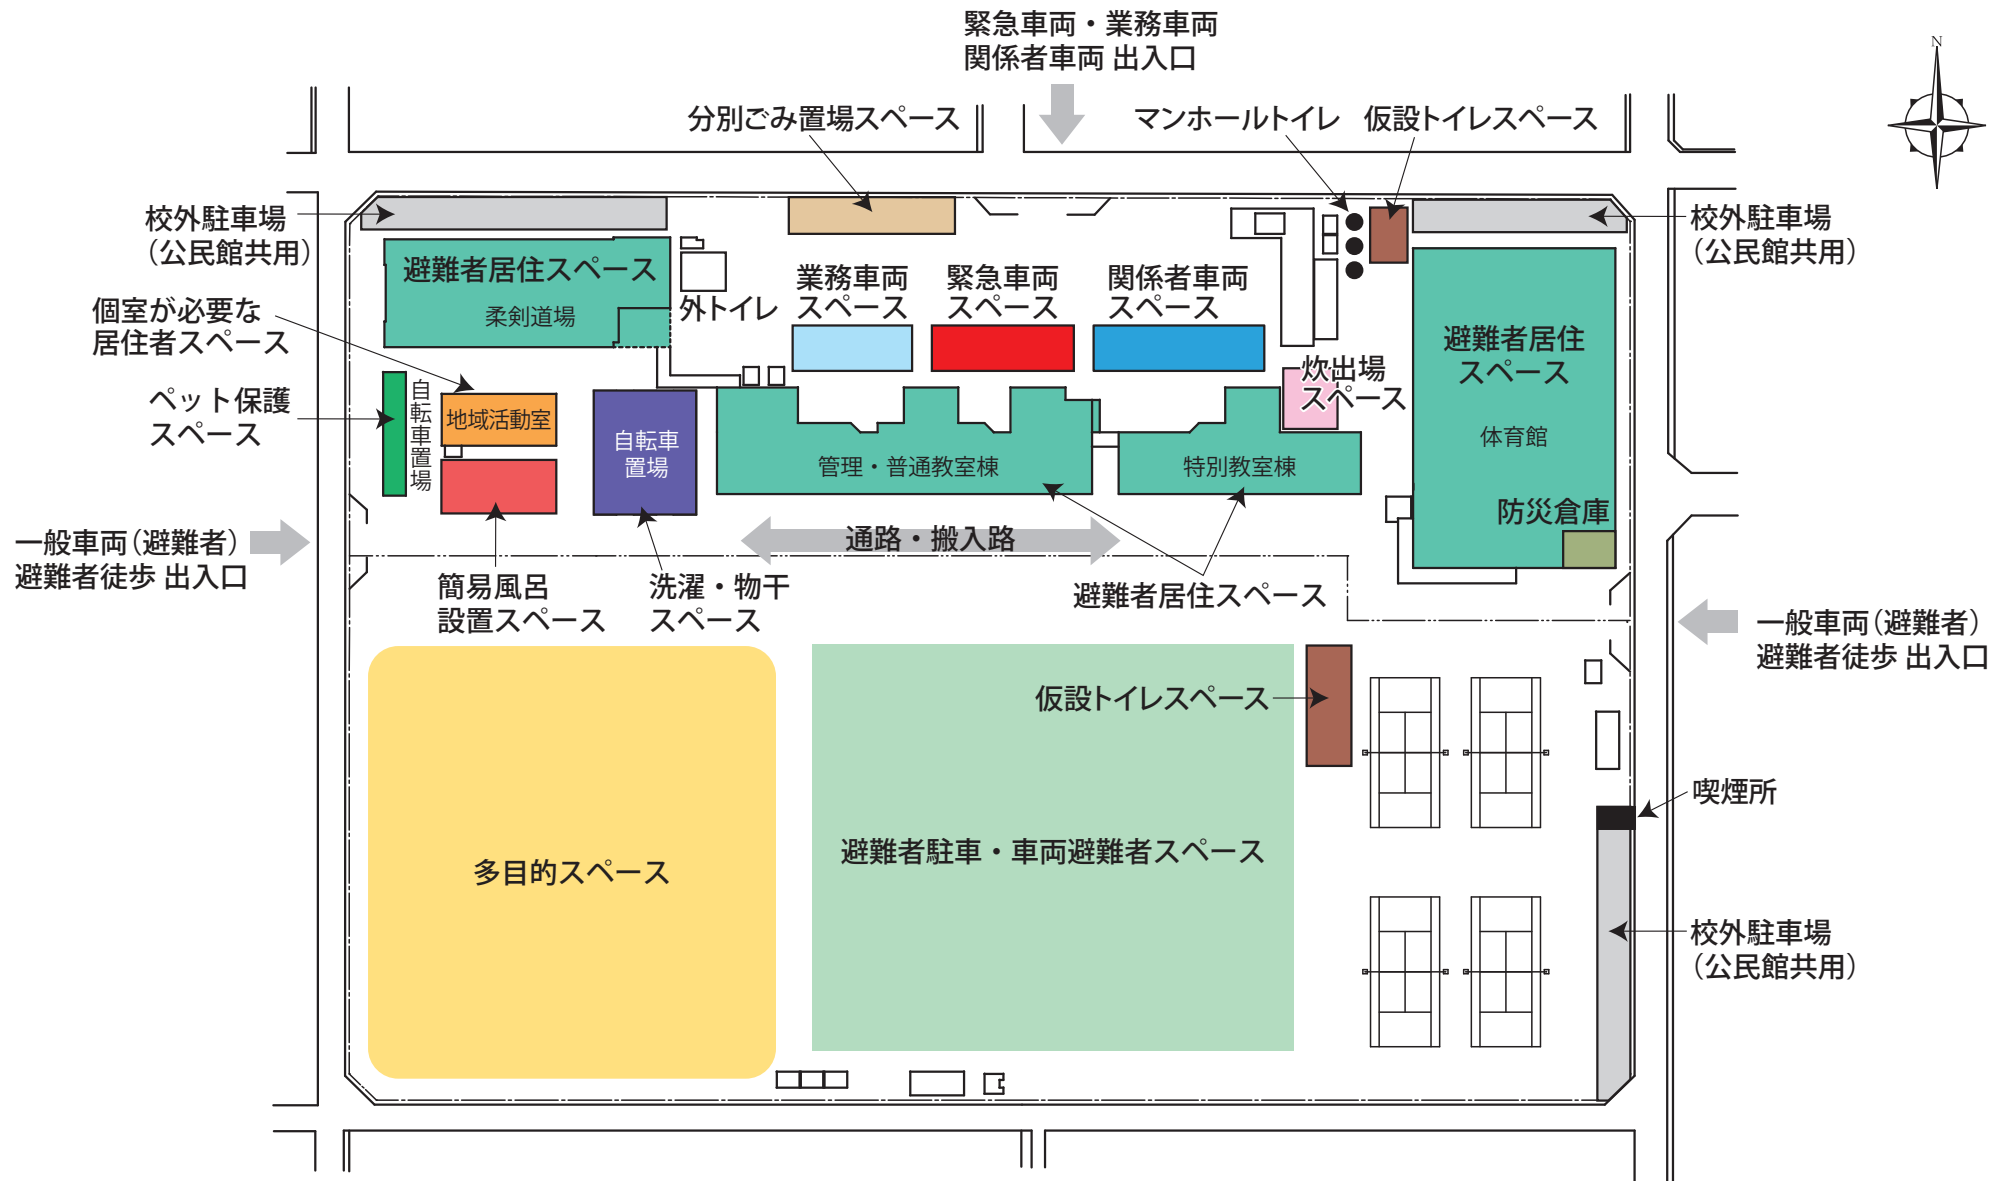 緊急車両・業務車両
関係者車両 出入口
N
分別ごみ置場スペース
マンホールトイレ
仮設トイレスペース
校外駐車場
（公民館共用）
校外駐車場
（公民館共用）
避難者居住スペース
柔剣道場
外トイレ
業務車両
スペース
緊急車両
スペース
関係者車両
スペース
個室が必要な
居住者スペース
避難者居住
スペース
体育館
炊出場
スペース
ペット保護
スペース
自転車置場
地域活動室
自転車
置場
管理・普通教室棟
特別教室棟
防災倉庫
一般車両（避難者）
避難者徒歩 出入口
通路・搬入路
簡易風呂
設置スペース
洗濯・物干
スペース
避難者居住スペース
一般車両（避難者）
避難者徒歩 出入口
仮設トイレスペース
喫煙所
多目的スペース
避難者駐車・車両避難者スペース
校外駐車場
（公民館共用）